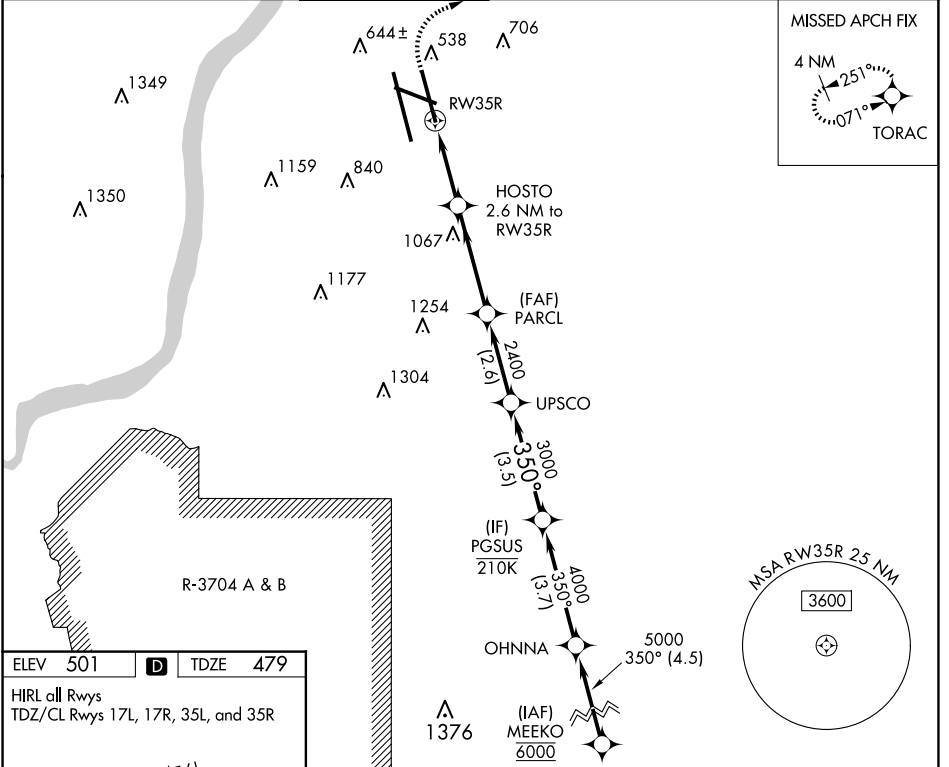 MISSED APCH FIX
4 NM
251°
071°
TORAC
644±
538
706
1349
RW35R
1159
840
1350
HOSTO
2.6 NM to
RW35R
1067
1177
(FAF)
PARCL
1254
2400
(2.6)
1304
UPSCO
3000
350°
(3.5)
(IF)
PGSUS
210K
R-3704 A & B
4000
350°
(3.7)
MSA RW35R 25 NM
3600
OHNNA
5000
350° (4.5)
ELEV 501 D TDZE 479
HIRL all Rwys
TDZ/CL Rwys 17L, 17R, 35L, and 35R
1376
(IAF)
MEEKO
6000